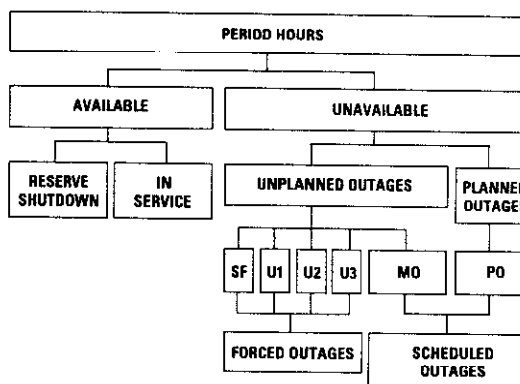 PERIOD HOURS
AVAILABLE
UNAVAILABLE
RESERVE
SHUTDOWN
IN
SERVICE
UNPLANNED OUTAGES
PLANNED
OUTAGES
SF
U1
U2
U3
MO
PO
FORCED OUTAGES
SCHEDULED
OUTAGES